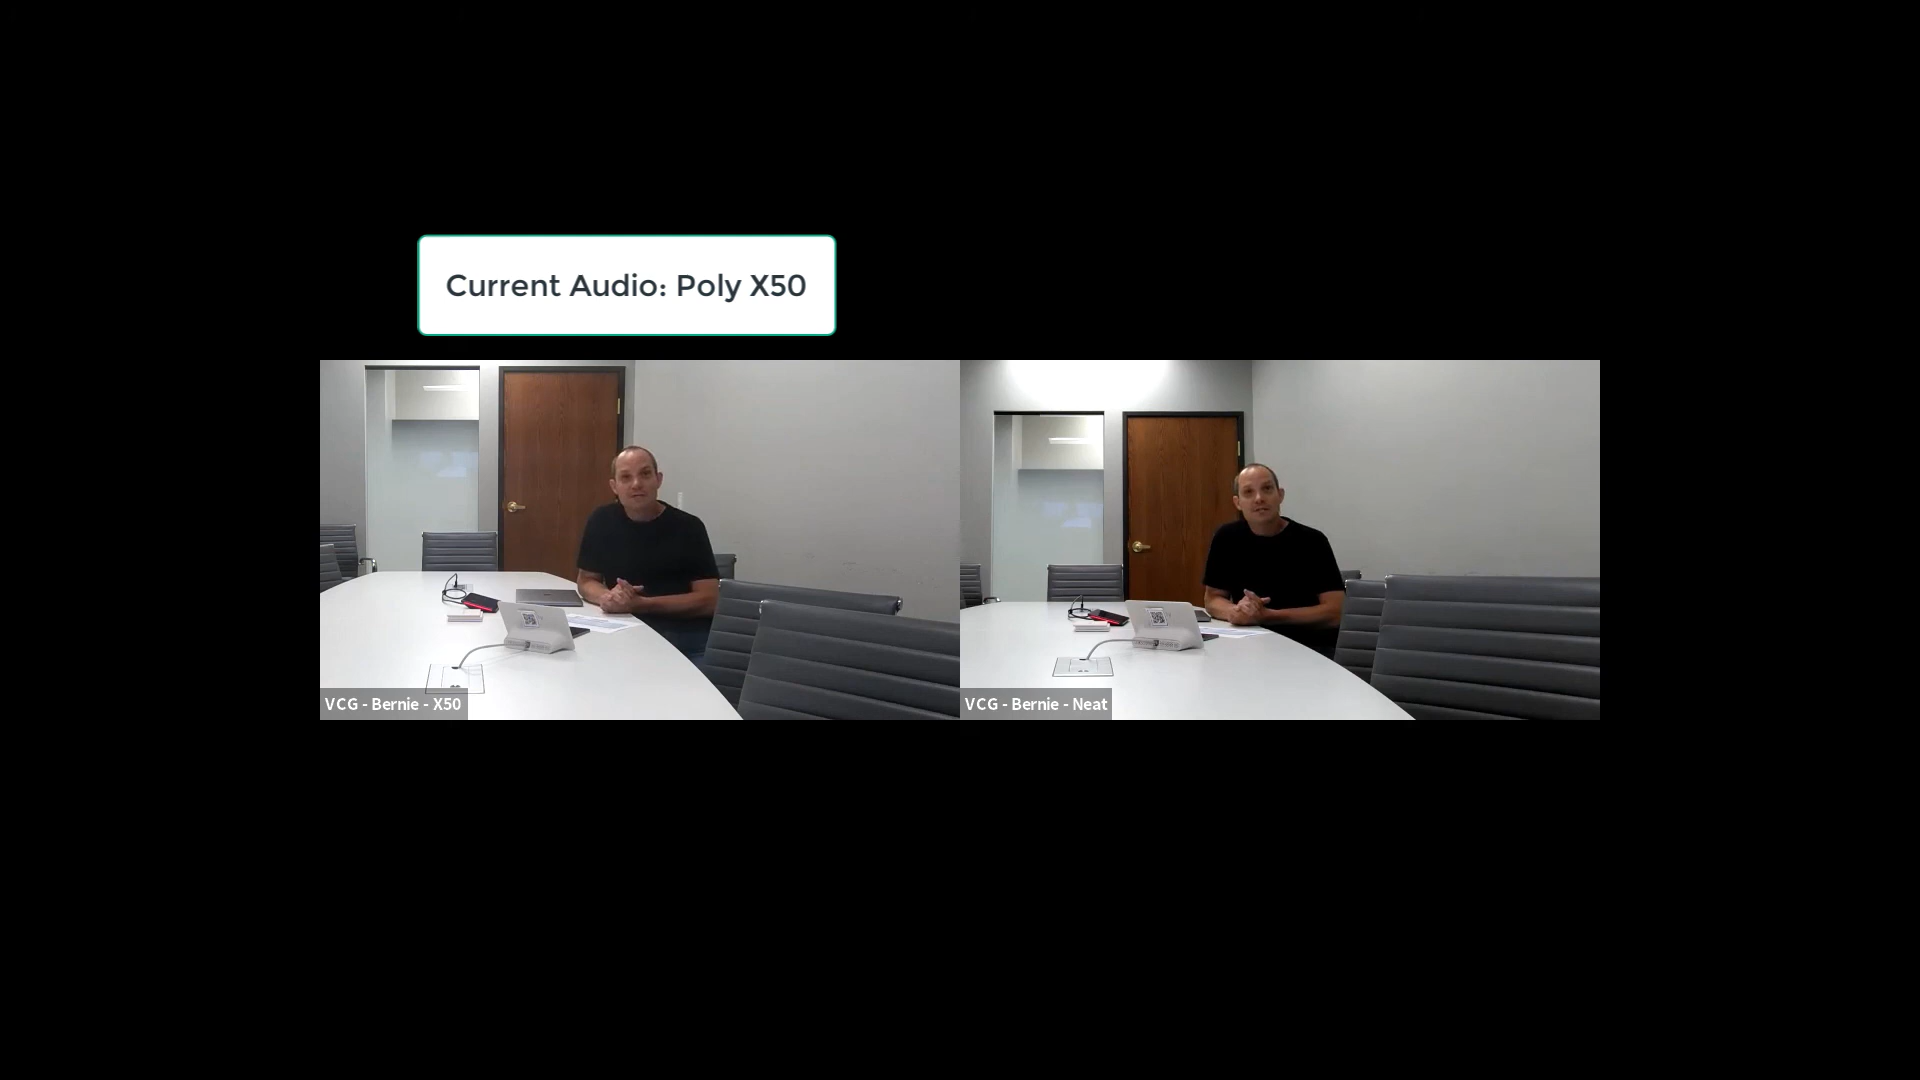 Current Audio: Poly X50
VCG - Bernie - X50
VCG - Bernie - Neat